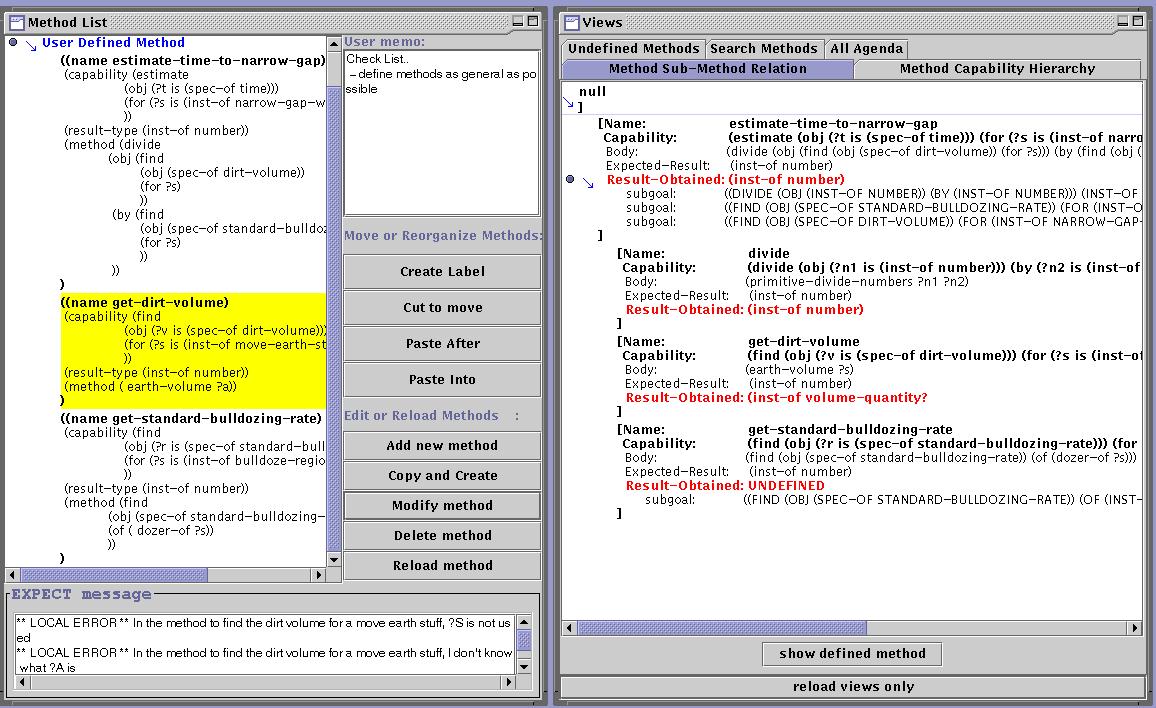 Method List
User Defined Method
((name estimate-time-to-narrow-gap)
(capability (estimate
(obj (?t is (spec-of time)))
(for (?s is (inst-of narrow-gap-w
))
(result-type (inst-of number))
(method (divide
(obj (find
(obj (spec-of dirt-volume))
(for ?s)
))
(by (find
(obj (spec-of standard-bulldoz
(for ?s)
))
))
)
((name get-dirt-volume)
(capability (find
(obj (?v is (spec-of dirt-volume)))
(for (?s is (inst-of move-earth-st
))
(result-type (inst-of number))
(method ( earth-volume ?a))
)
((name get-standard-bulldozing-rate)
(capability (find
(obj (?r is (spec-of standard-bull
(for (?s is (inst-of bulldoze-regio
))
(result-type (inst-of number))
(method (find
(obj (spec-of standard-bulldozing-
(of ( dozer-of ?s))
))
)
User memo:
Check List..
- define methods as general as po
ssible
Move or Reorganize Methods:
Create Label
Cut to move
Paste After
Paste Into
Edit or Reload Methods :
Add new method
Copy and Create
Modify method
Delete method
Reload method
EXPECT message
** LOCAL ERROR ** In the method to find the dirt volume for a move earth stuff, ?S is not us
ed
** LOCAL ERROR ** In the method to find the dirt volume for a move earth stuff, I don't know
what ?A is
Views
Undefined Methods Search Methods All Agenda
Method Sub-Method Relation Method Capability Hierarchy
null
]
[Name: estimate-time-to-narrow-gap
Capability: (estimate (obj (?t is (spec-of time))) (for (?s is (inst-of narro
Body: (divide (obj (find (obj (spec-of dirt-volume)) (for ?s))) (by (find (obj (
Expected-Result: (inst-of number)
Result-Obtained: (inst-of number)
subgoal: ((DIVIDE (OBJ (INST-OF NUMBER)) (BY (INST-OF NUMBER))) (INST-OF
subgoal: ((FIND (OBJ (SPEC-OF STANDARD-BULLDOZING-RATE)) (FOR (INST-O
subgoal: ((FIND (OBJ (SPEC-OF DIRT-VOLUME)) (FOR (INST-OF NARROW-GAP-
]
[Name: divide
Capability: (divide (obj (?n1 is (inst-of number))) (by (?n2 is (inst-of
Body: (primitive-divide-numbers ?n1 ?n2)
Expected-Result: (inst-of number)
Result-Obtained: (inst-of number)
]
[Name: get-dirt-volume
Capability: (find (obj (?v is (spec-of dirt-volume))) (for (?s is (inst-of
Body: (earth-volume ?s)
Expected-Result: (inst-of number)
Result-Obtained: (inst-of volume-quantity?
]
[Name: get-standard-bulldozing-rate
Capability: (find (obj (?r is (spec-of standard-bulldozing-rate))) (for
Body: (find (obj (spec-of standard-bulldozing-rate)) (of (dozer-of ?s)))
Expected-Result: (inst-of number)
Result-Obtained: UNDEFINED
subgoal: ((FIND (OBJ (SPEC-OF STANDARD-BULLDOZING-RATE)) (OF (INST-
]
show defined method
reload views only